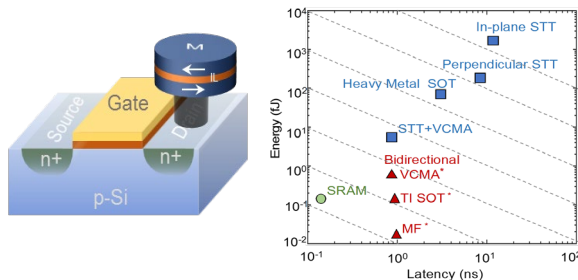 M
IL
Gate
Source
Drain
n+
n+
p-Si
Energy (fJ)
10^4
10^3
10^2
10^1
10^0
10^-1
10^-2
In-plane STT
Perpendicular STT
Heavy Metal SOT
STT+VCMA
Bidirectional
VCMA*
SRAM
TI SOT*
MF*
10^-1
10^0
10^1
10^2
Latency (ns)